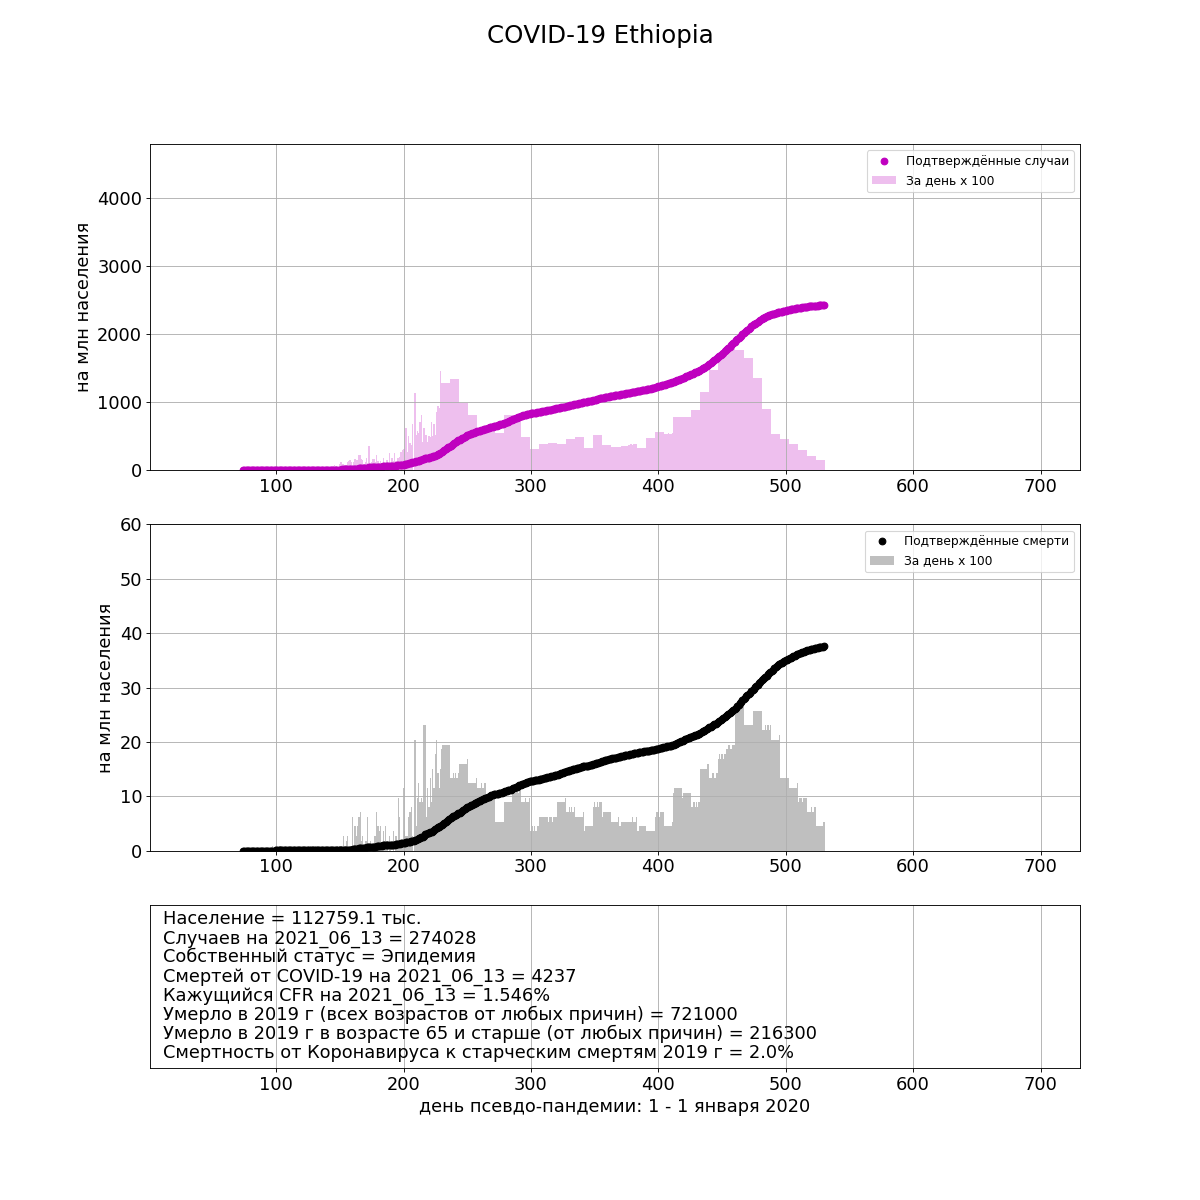 COVID-19 Ethiopia
на млн населения
4000
3000
2000
1000
0
Подтверждённые случаи
За день x 100
100 200 300 400 500 600 700
на млн населения
60
50
40
30
20
10
0
Подтверждённые смерти
За день x 100
100 200 300 400 500 600 700
Население = 112759.1 тыс.
Случаев на 2021_06_13 = 274028
Собственный статус = Эпидемия
Смертей от COVID-19 на 2021_06_13 = 4237
Кажущийся CFR на 2021_06_13 = 1.546%
Умерло в 2019 г (всех возрастов от любых причин) = 721000
Умерло в 2019 г в возрасте 65 и старше (от любых причин) = 216300
Смертность от Коронавируса к старческим смертям 2019 г = 2.0%
100 200 300 400 500 600 700
день псевдо-пандемии: 1 - 1 января 2020